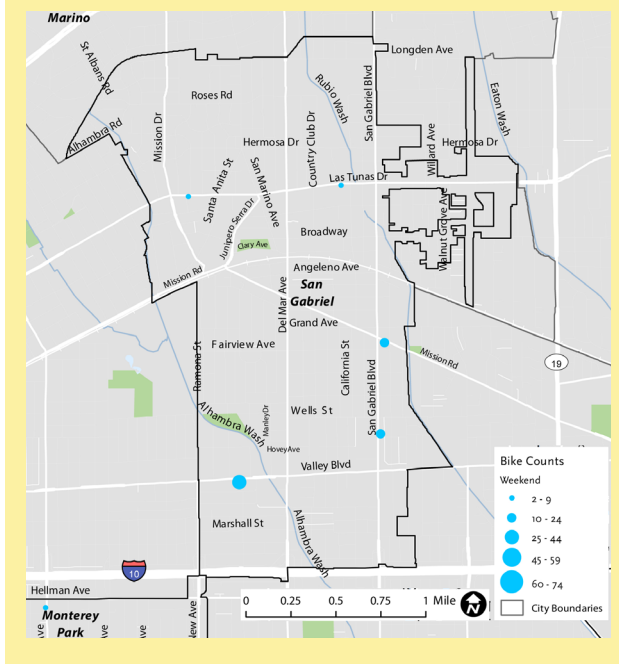 Marino
Longden Ave
St Albans Rd
Roses Rd
Rubio Wash
San Gabriel Blvd
Eaton Wash
Alhambra Rd
Mission Dr
Hermosa Dr
Country Club Dr
Willard Ave
Hermosa Dr
Las Tunas Dr
Santa Anita St
San Marino Ave
Junipero Serra Dr
Walnut Grove Ave
Broadway
Clary Ave
Mission Rd
Angeleno Ave
San
Gabriel
Del Mar Ave
Grand Ave
Fairview Ave
Ramona St
California St
San Gabriel Blvd
Mission Rd
19
Alhambra Wash
Manley Dr
Wells St
Hovey Ave
Valley Blvd
Marshall St
Alhambra Wash
10
Hellman Ave
New Ave
Monterey
Park
Ave
Ave
Ave
0 0.25 0.5 0.75 1 Mile
N
Bike Counts
Weekend
2 - 9
10 - 24
25 - 44
45 - 59
60 - 74
City Boundaries